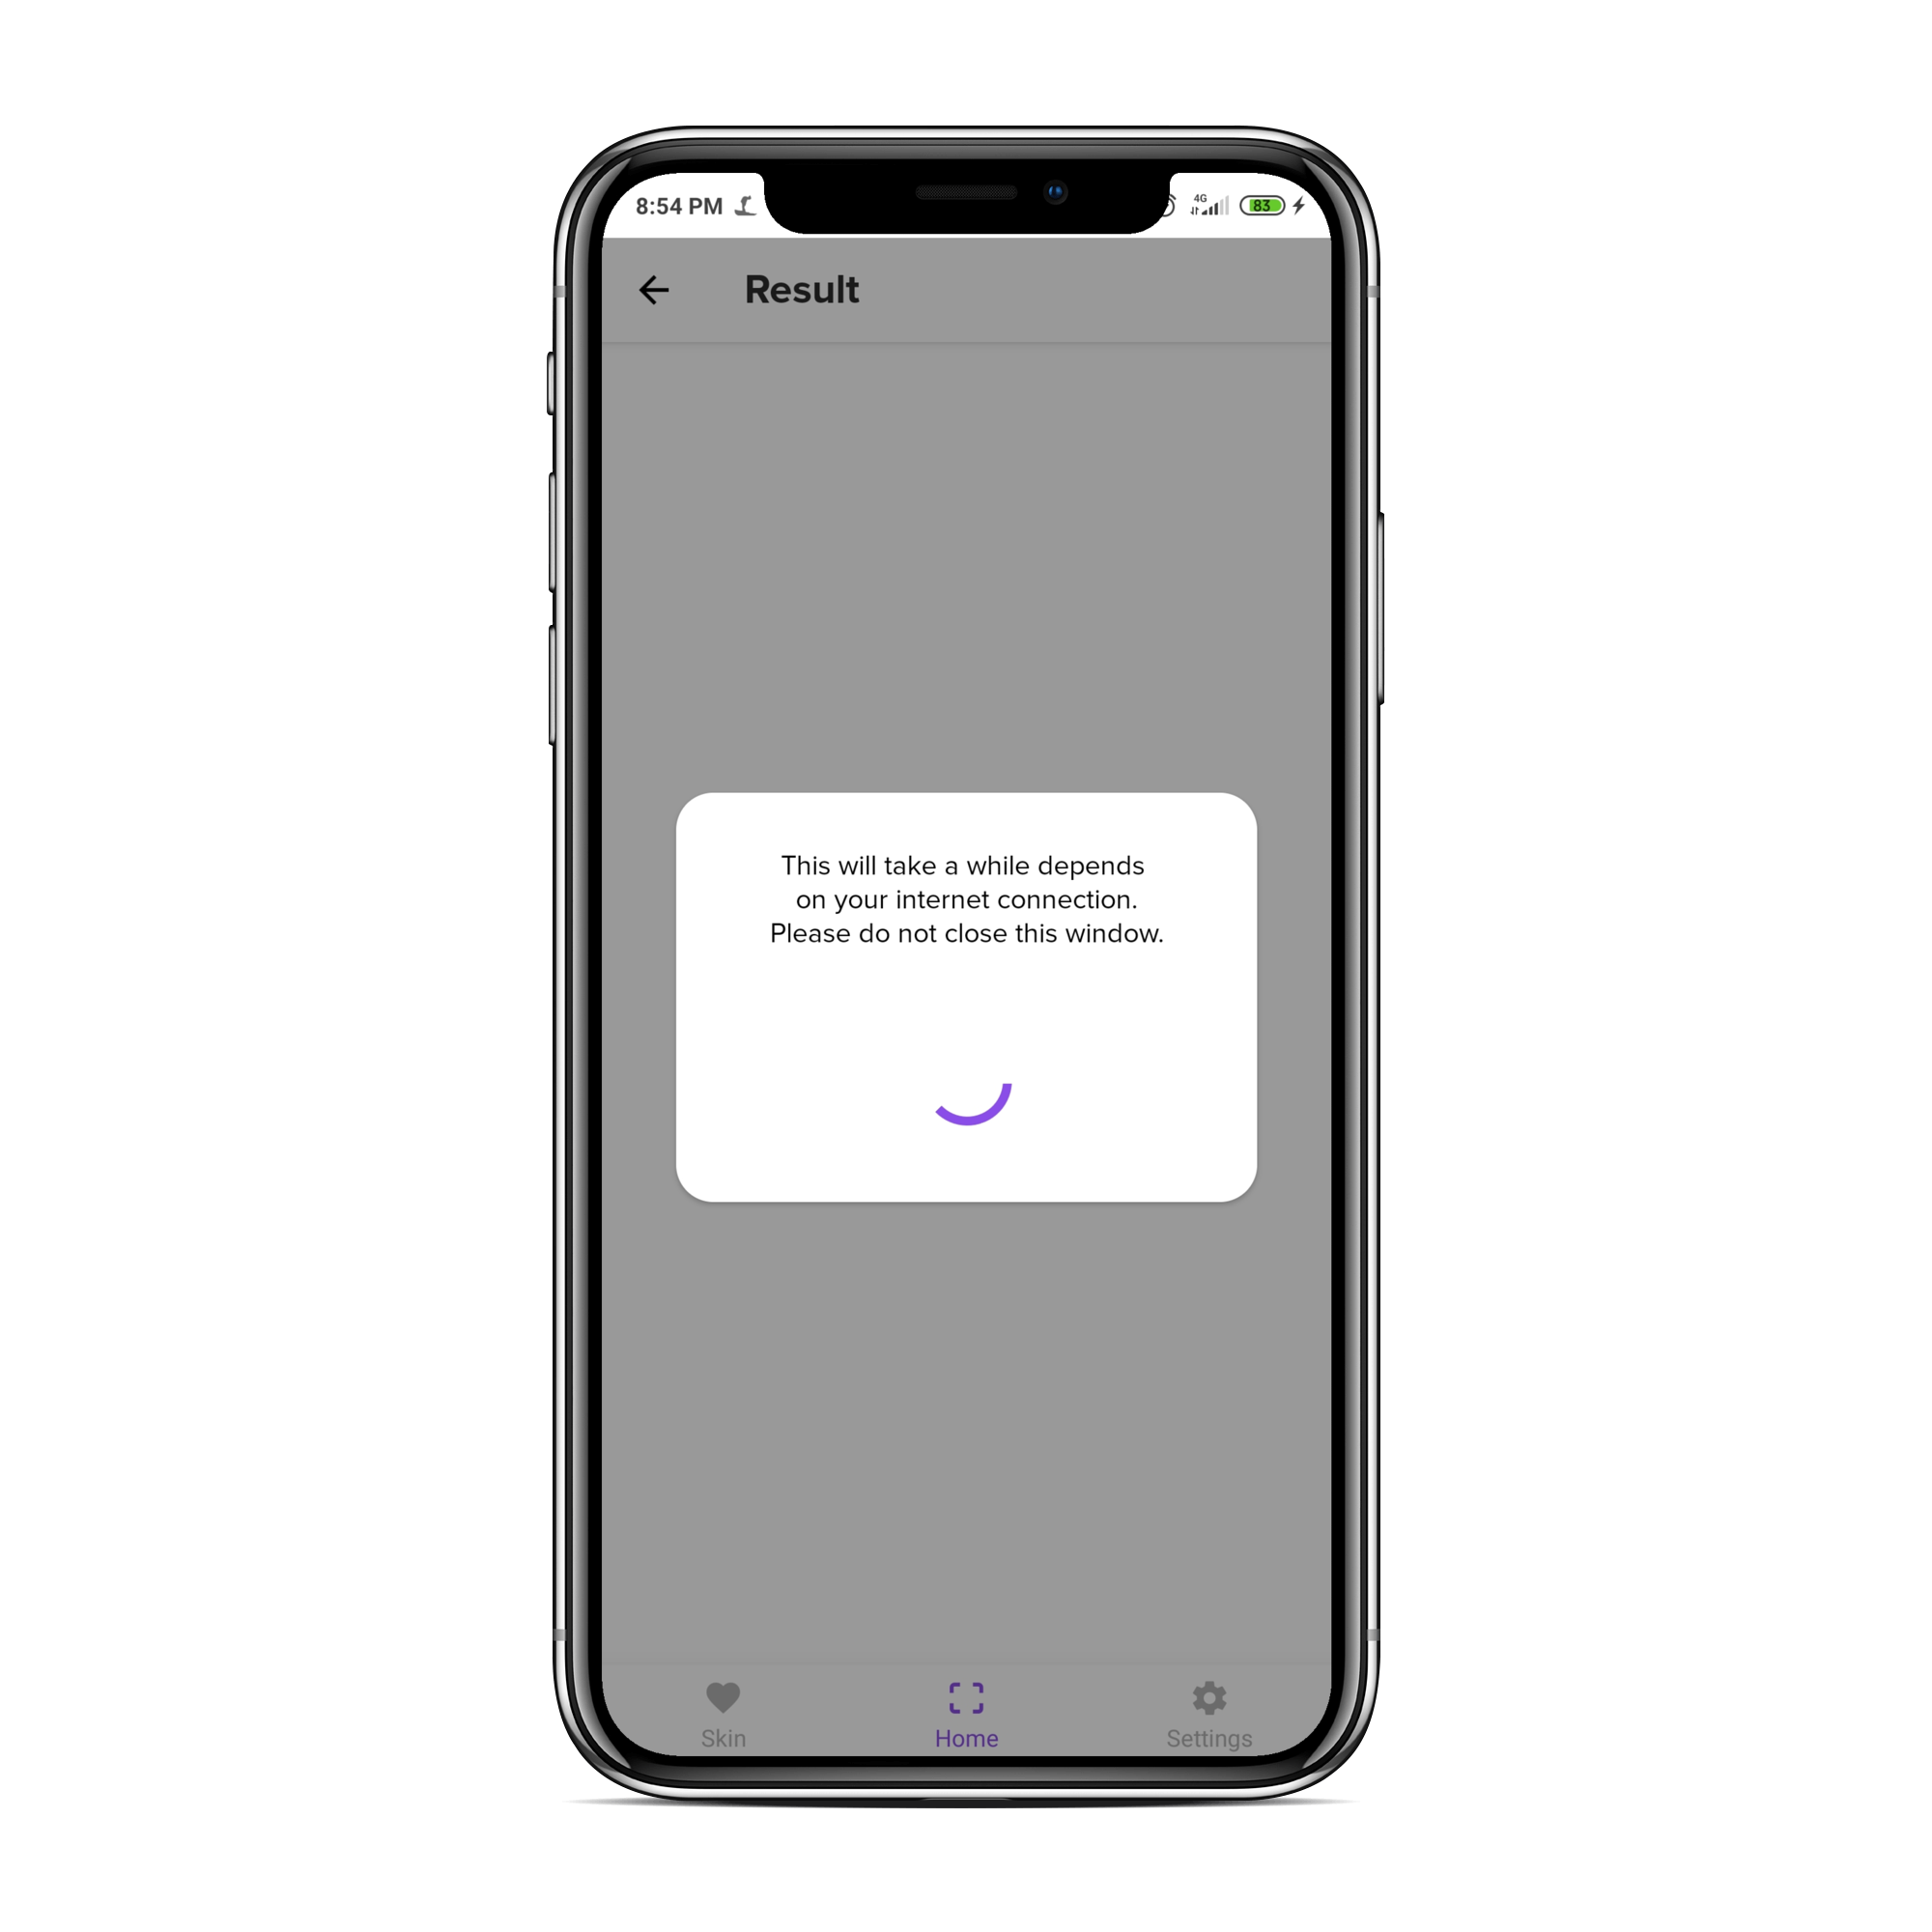 8:54 PM 4G 83
Result
This will take a while depends
on your internet connection.
Please do not close this window.
Skin Home Settings